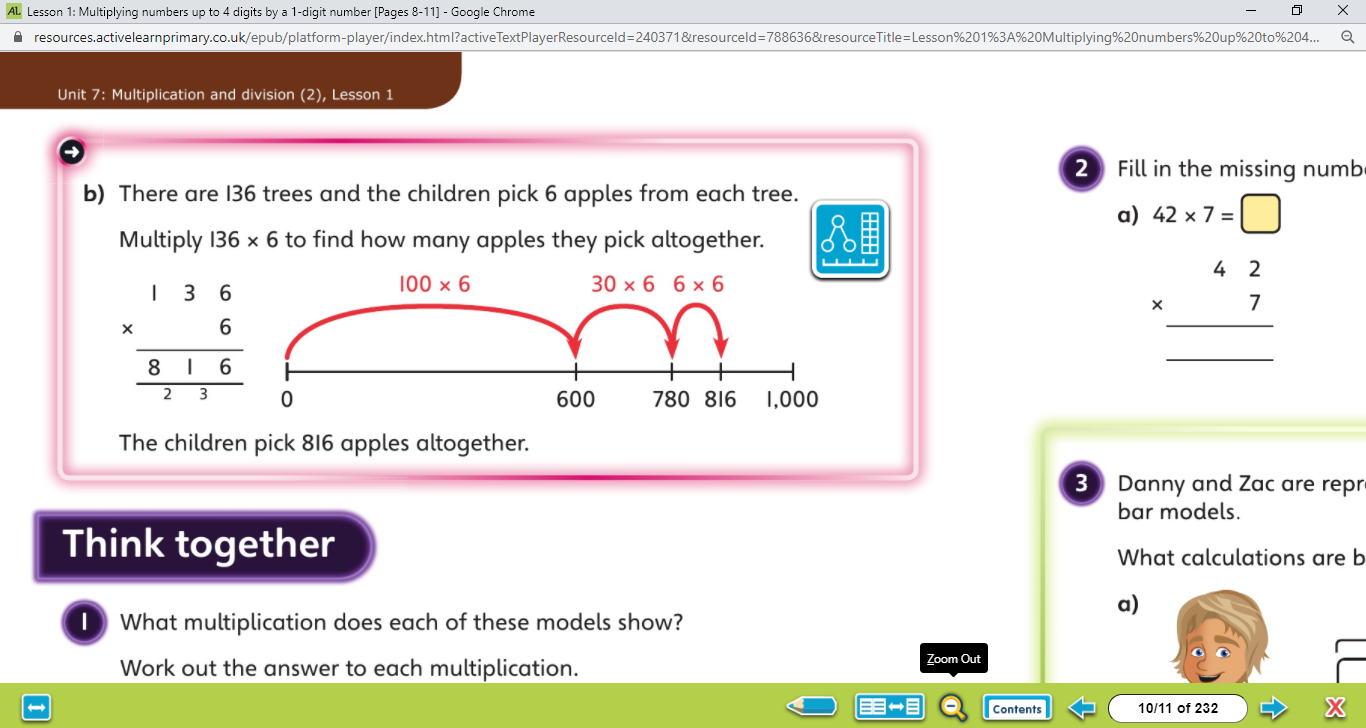 Lesson 1: Multiplying numbers up to 4 digits by a 1-digit number [Pages 8-11] - Google Chrome
resources.activelearnprimary.co.uk/epub/platform-player/index.html?activeTextPlayerResourceId=240371&resourceId=788636&resourceTitle=Lesson%201%3A%20Multiplying%20numbers%20up%20to%204...
Unit 7: Multiplication and division (2), Lesson 1
b) There are 136 trees and the children pick 6 apples from each tree.
Multiply 136 × 6 to find how many apples they pick altogether.
1 3 6
× 6
8 1 6
2 3
100 × 6 30 × 6 6 × 6
0 600 780 816 1,000
The children pick 816 apples altogether.
Think together
1 What multiplication does each of these models show?
Work out the answer to each multiplication.
2 Fill in the missing numbe
a) 42 × 7 =
4 2
× 7
3 Danny and Zac are repre
bar models.
What calculations are b
a)
Zoom Out
Contents
10/11 of 232
X